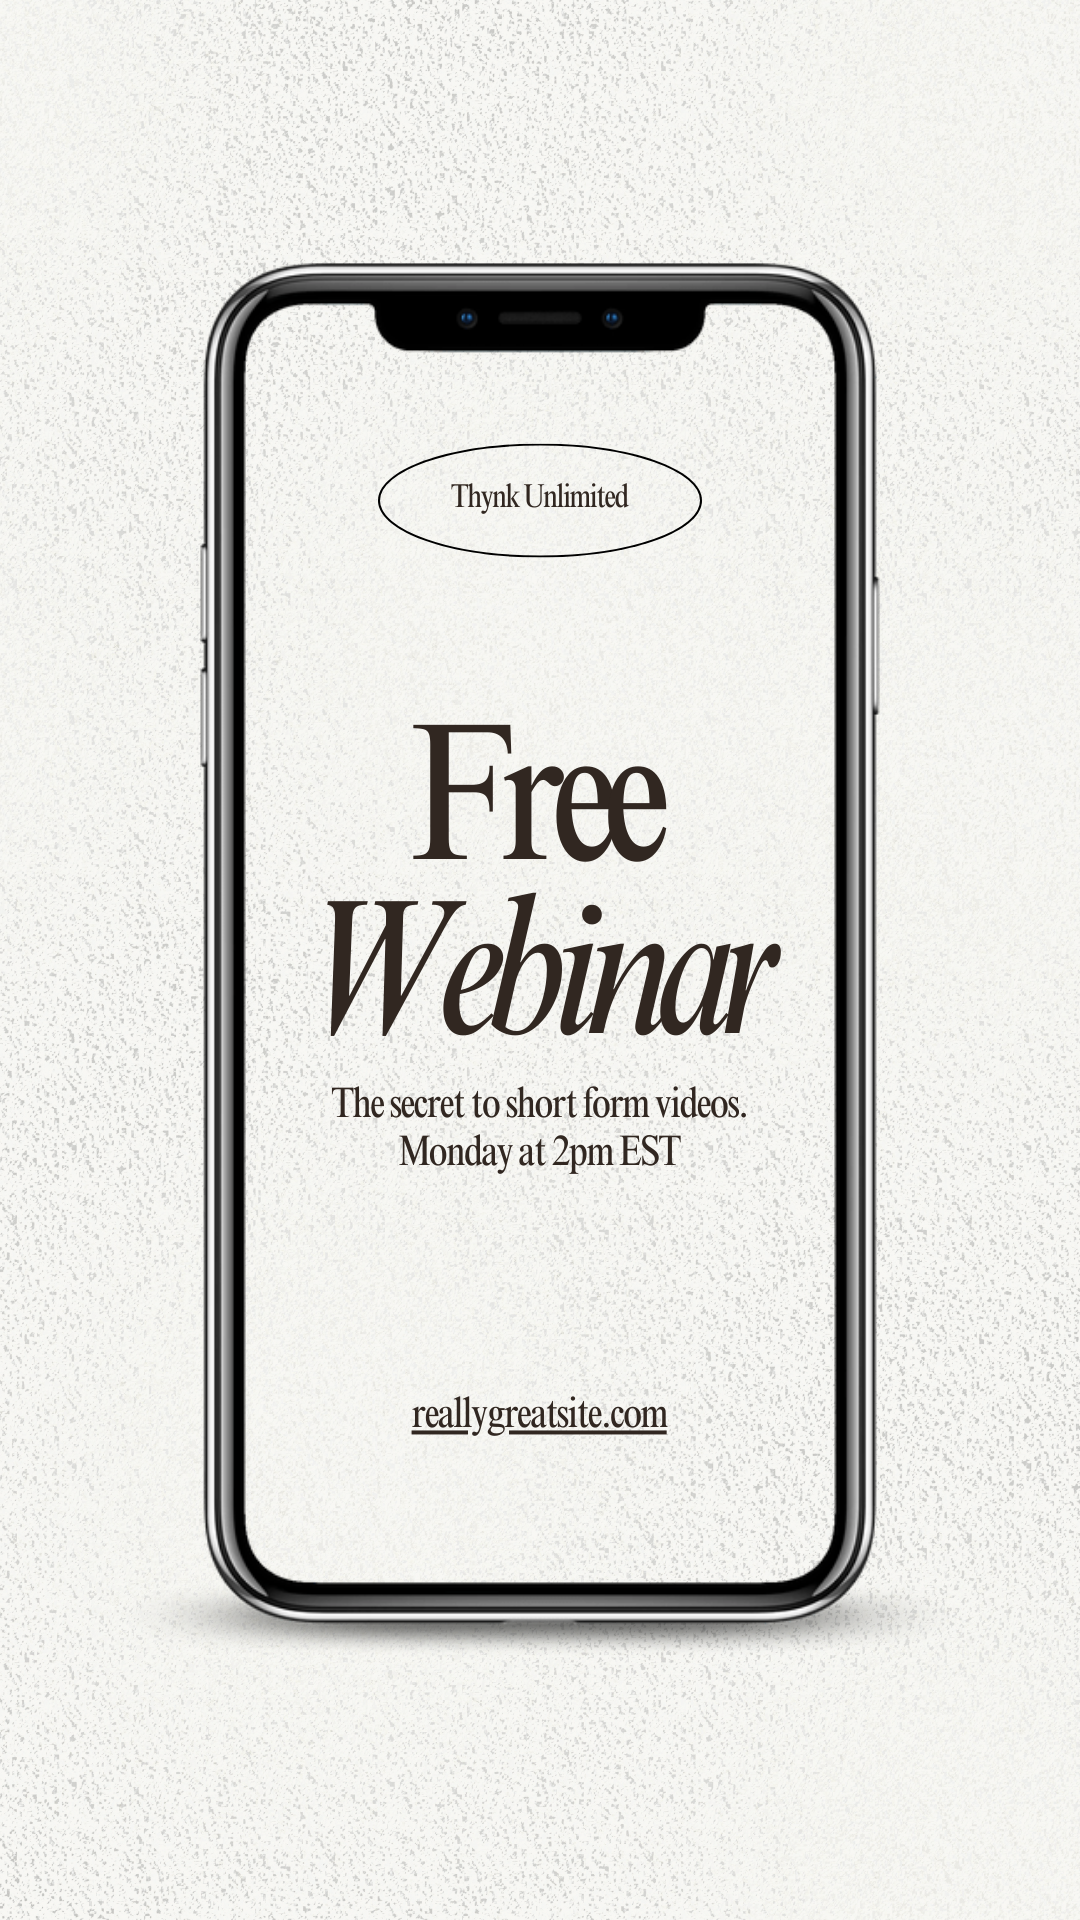 Thynk Unlimited
Free
Webinar
The secret to short form videos.
Monday at 2pm EST
reallygreatsite.com